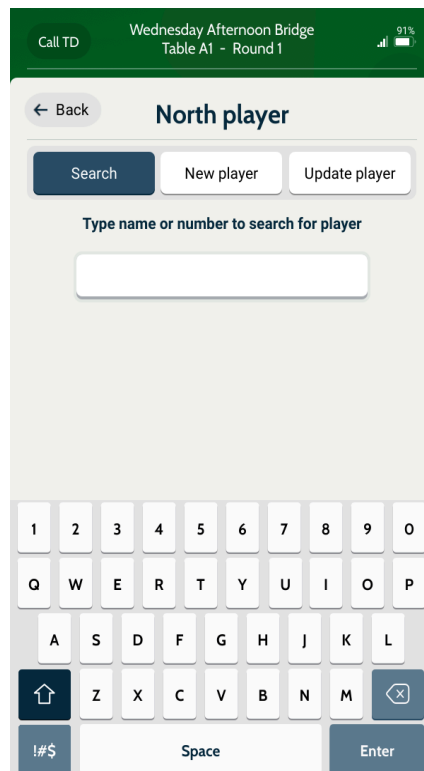 Call TD
Wednesday Afternoon Bridge
Table A1 - Round 1
91%
← Back
North player
Search
New player
Update player
Type name or number to search for player
1 2 3 4 5 6 7 8 9 0
Q W E R T Y U I O P
A S D F G H J K L
Z X C V B N M
!#$ Space Enter